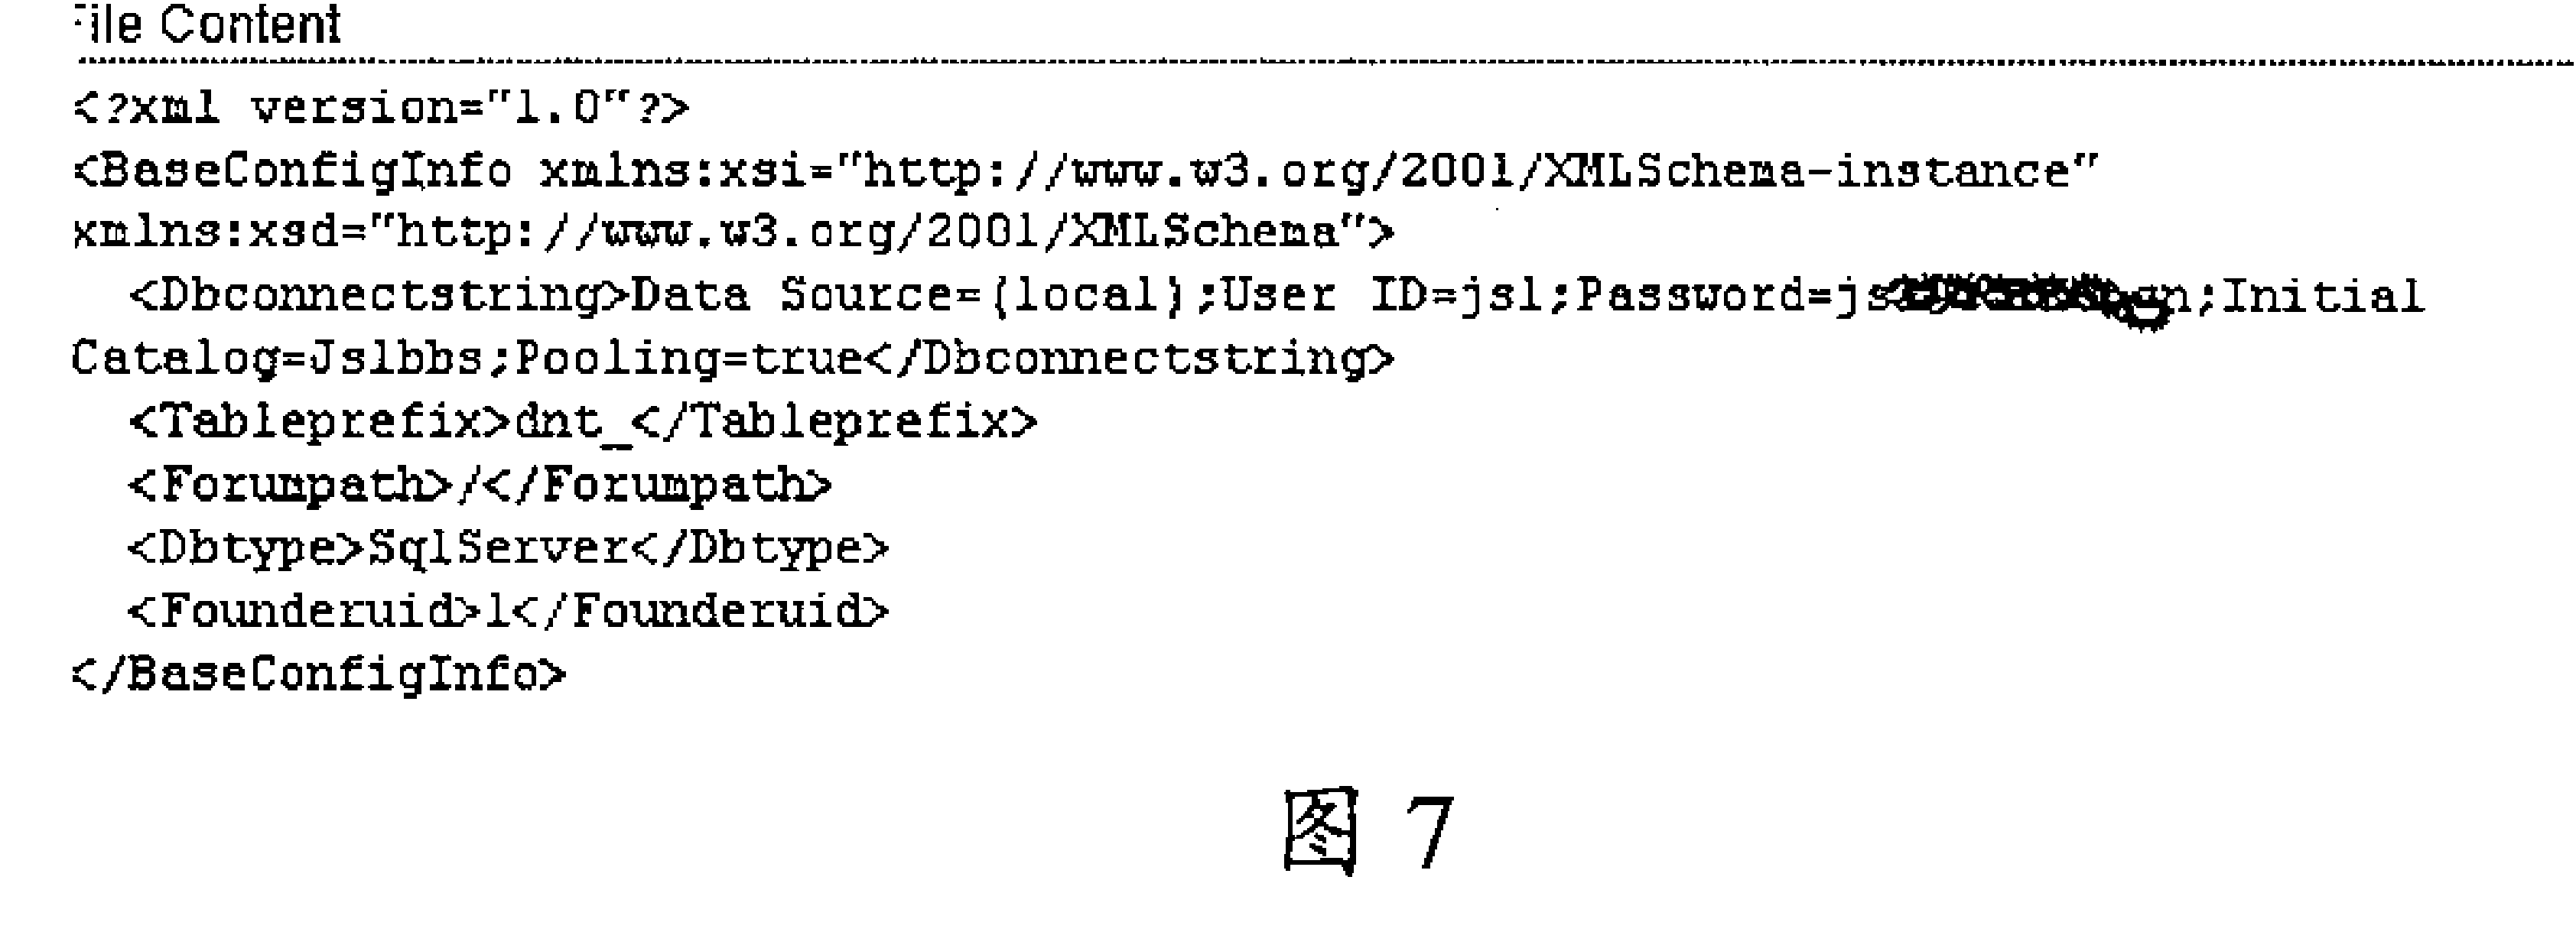 File Content
<?xml version="1.0"?>
<BaseConfigInfo xmlns:xsi="http://www.w3.org/2001/XMLSchema-instance"
xmlns:xsd="http://www.w3.org/2001/XMLSchema">
<Dbconnectstring>Data Source=(local);User ID=jsl;Password= ;Initial
Catalog=Jslbbs;Pooling=true</Dbconnectstring>
<Tableprefix>dnt_</Tableprefix>
<Forumpath>/</Forumpath>
<Dbtype>SqlServer</Dbtype>
<Founderuid>1</Founderuid>
</BaseConfigInfo>
图 7